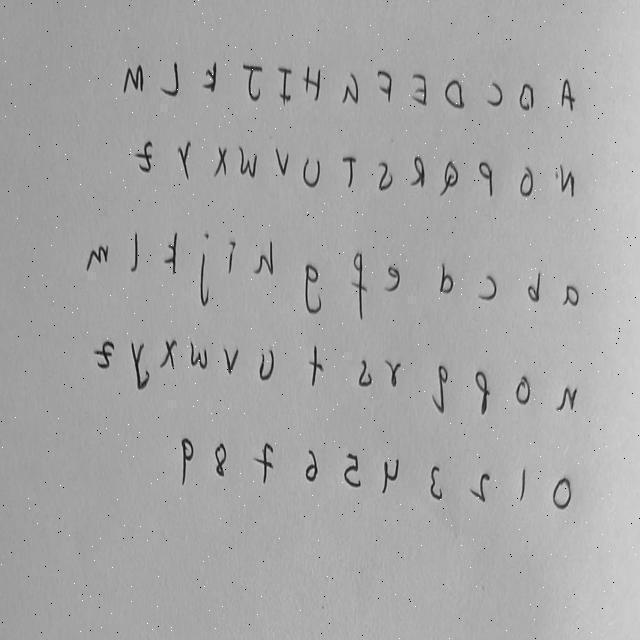 A B C D E F G H I J K L M
N O P Q R S T U V W X Y Z
a b c d e f g h i j k l m
n o p q r s t u v w x y z
0 1 2 3 4 5 6 7 8 9